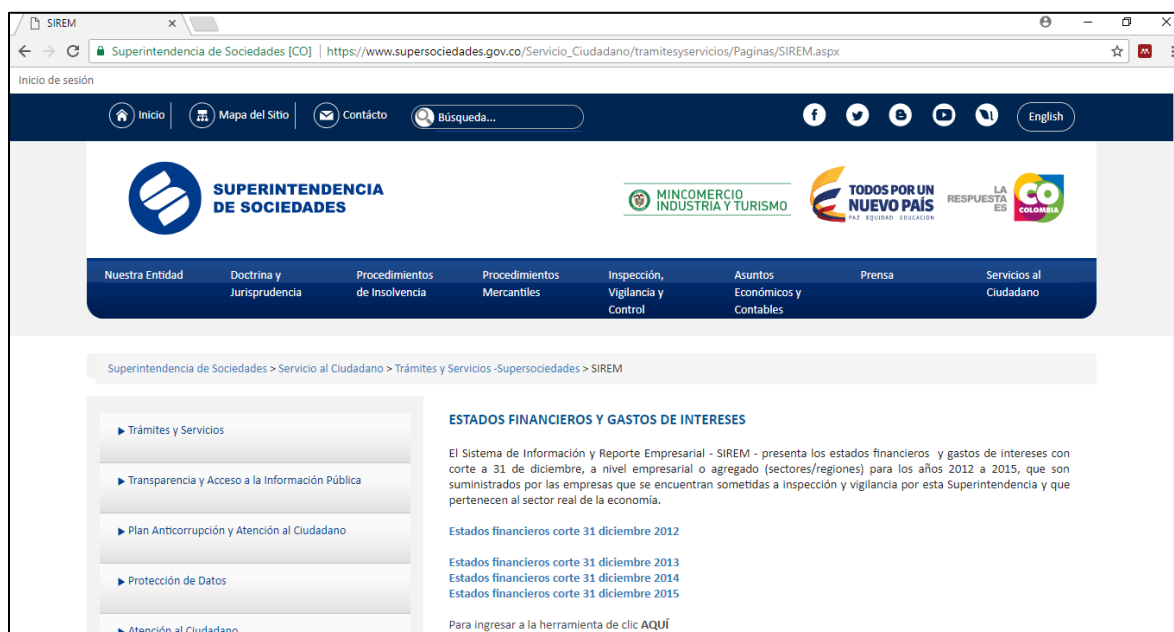 SIREM
Superintendencia de Sociedades [CO] | https://www.supersociedades.gov.co/Servicio_Ciudadano/tramitesyservicios/Paginas/SIREM.aspx
Inicio de sesión
Inicio
Mapa del Sitio
Contácto
Búsqueda...
English
SUPERINTENDENCIA
DE SOCIEDADES
MINCOMERCIO
INDUSTRIA Y TURISMO
TODOS POR UN
NUEVO PAÍS
PAZ EQUIDAD EDUCACIÓN
LA
RESPUESTA
ES
CO
COLOMBIA
Nuestra Entidad
Doctrina y
Jurisprudencia
Procedimientos
de Insolvencia
Procedimientos
Mercantiles
Inspección,
Vigilancia y
Control
Asuntos
Económicos y
Contables
Prensa
Servicios al
Ciudadano
Superintendencia de Sociedades > Servicio al Ciudadano > Trámites y Servicios -Supersociedades > SIREM
Trámites y Servicios
Transparencia y Acceso a la Información Pública
Plan Anticorrupción y Atención al Ciudadano
Protección de Datos
Atención al Ciudadano
ESTADOS FINANCIEROS Y GASTOS DE INTERESES
El Sistema de Información y Reporte Empresarial - SIREM - presenta los estados financieros y gastos de intereses con
corte a 31 de diciembre, a nivel empresarial o agregado (sectores/regiones) para los años 2012 a 2015, que son
suministrados por las empresas que se encuentran sometidas a inspección y vigilancia por esta Superintendencia y que
pertenecen al sector real de la economía.
Estados financieros corte 31 diciembre 2012
Estados financieros corte 31 diciembre 2013
Estados financieros corte 31 diciembre 2014
Estados financieros corte 31 diciembre 2015
Para ingresar a la herramienta de clic AQUÍ